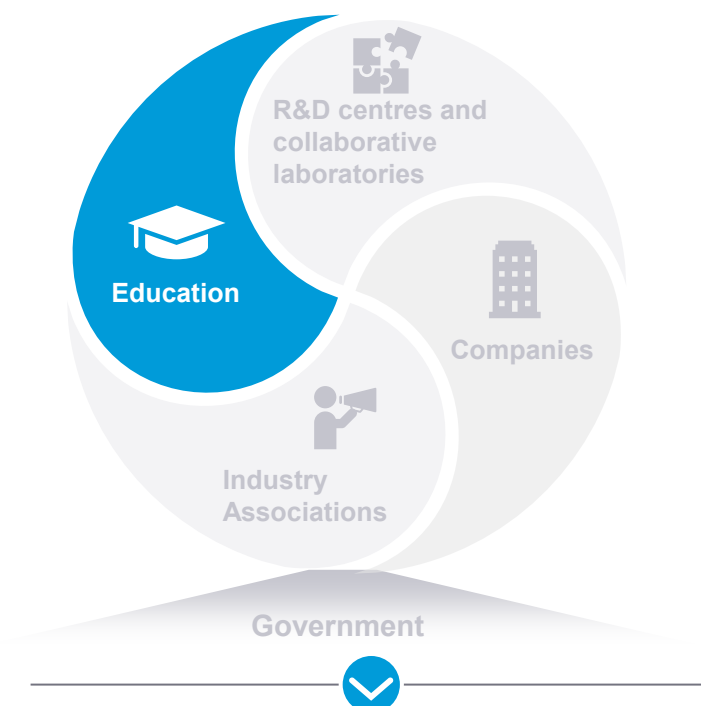 R&D centres and
collaborative
laboratories
Education
Companies
Industry
Associations
Government